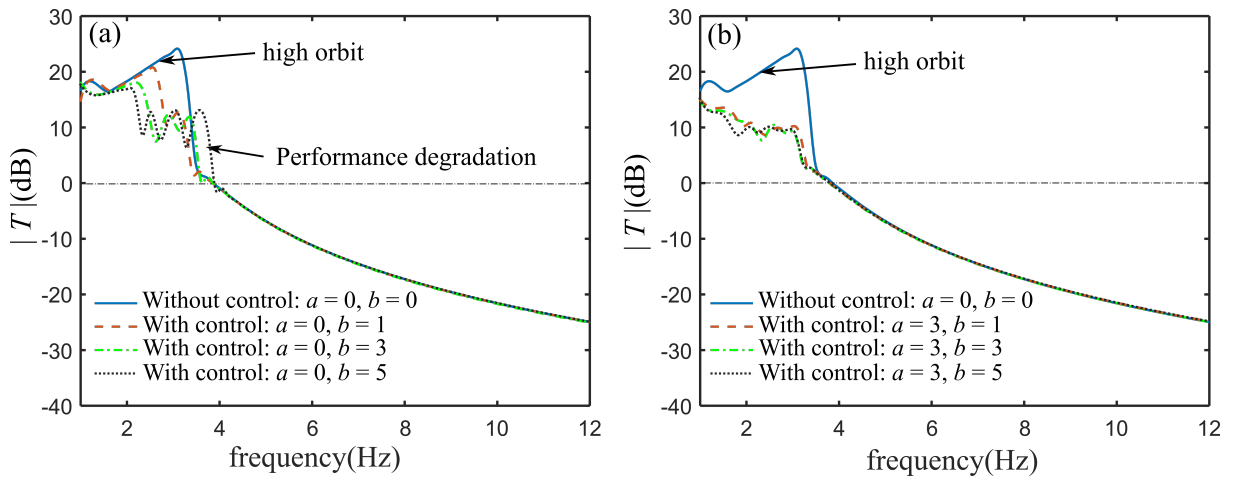 (a)
30
20
10
0
-10
-20
-30
-40
| T |(dB)
high orbit
Performance degradation
Without control: a = 0, b = 0
With control: a = 0, b = 1
With control: a = 0, b = 3
With control: a = 0, b = 5
2 4 6 8 10 12
frequency(Hz)
(b)
30
20
10
0
-10
-20
-30
-40
| T |(dB)
high orbit
Without control: a = 0, b = 0
With control: a = 3, b = 1
With control: a = 3, b = 3
With control: a = 3, b = 5
2 4 6 8 10 12
frequency(Hz)